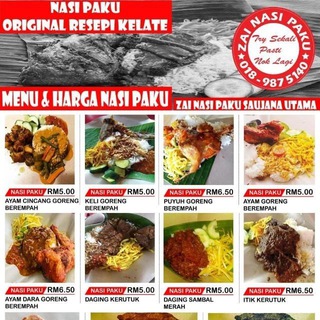 NASI PAKU
ORIGINAL RESEPI KELATE
ZAI NASI PAKU
Try Sekali
Pasti
Nok Lagi
018 - 987 5140
MENU & HARGA NASI PAKU
ZAI NASI PAKU SAUJANA UTAMA
NASI PAKU RM5.00
AYAM CINCANG GORENG
BEREMPAH
NASI PAKU RM5.00
KELI GORENG
BEREMPAH
NASI PAKU RM6.50
PUYUH GORENG
BEREMPAH
NASI PAKU RM5.00
AYAM GORENG
BEREMPAH
NASI PAKU RM6.50
AYAM DARA GORENG
BEREMPAH
NASI PAKU RM5.00
DAGING KERUTUK
NASI PAKU RM5.00
DAGING SAMBAL
MERAH
NASI PAKU RM6.50
ITIK KERUTUK